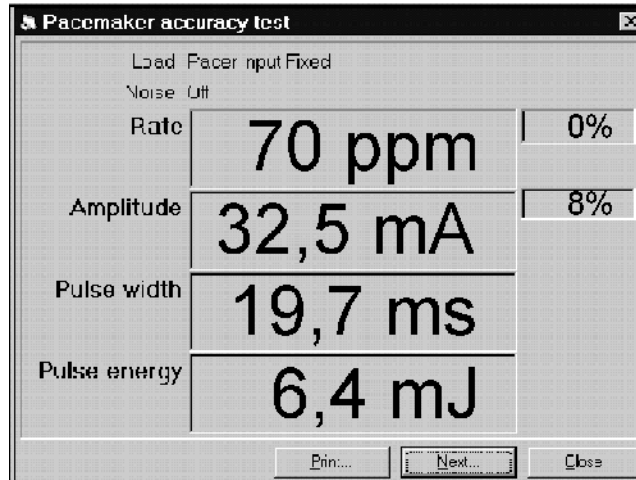 Pacemaker accuracy test
Load Pacer input Fixed
Noise Off
Rate 70 ppm 0%
Amplitude 32,5 mA 8%
Pulse width 19,7 ms
Pulse energy 6,4 mJ
Print... Next... Close